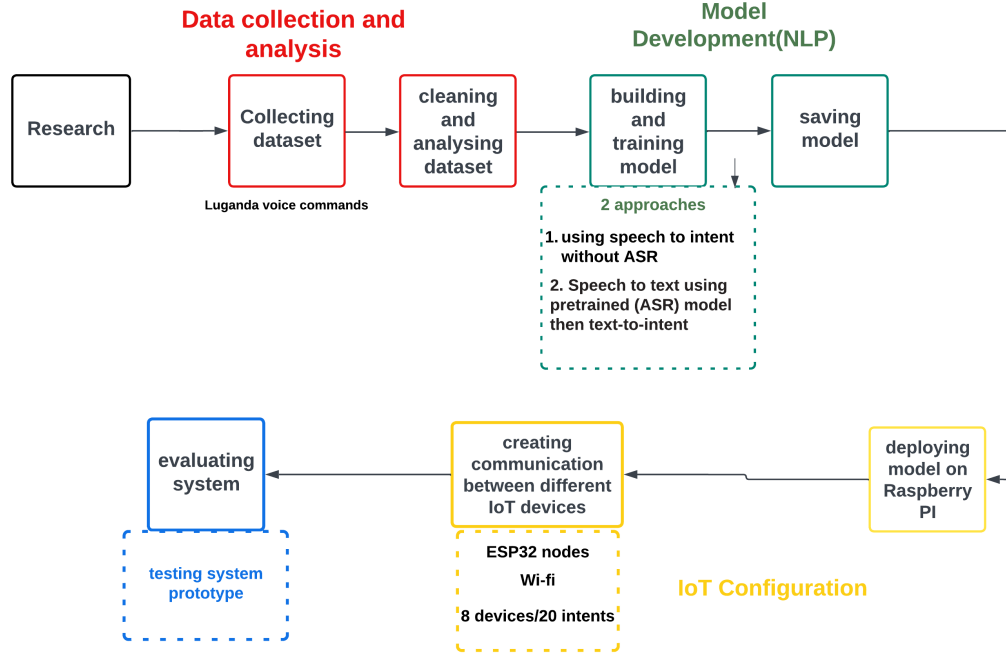 Data collection and
analysis
Model
Development(NLP)
Research
Collecting
dataset
cleaning
and
analysing
dataset
building
and
training
model
saving
model
Luganda voice commands
2 approaches
1. using speech to intent
without ASR
2. Speech to text using
pretrained (ASR) model
then text-to-intent
evaluating
system
creating
communication
between different
IoT devices
deploying
model on
Raspberry
PI
testing system
prototype
ESP32 nodes
Wi-fi
8 devices/20 intents
IoT Configuration